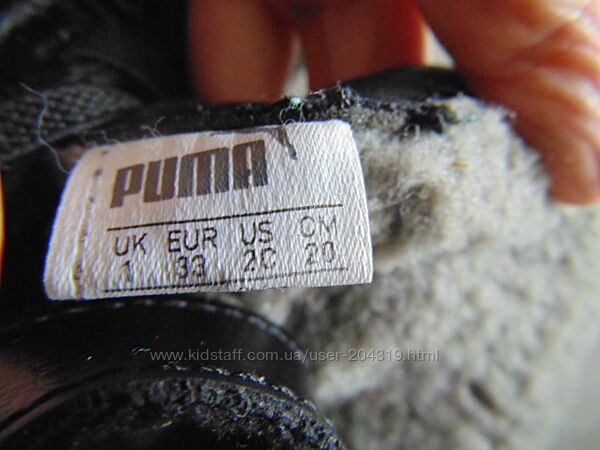 PUMA
UK EUR US CM
1 33 2C 20
www.kidstaff.com.ua/user-204319.html